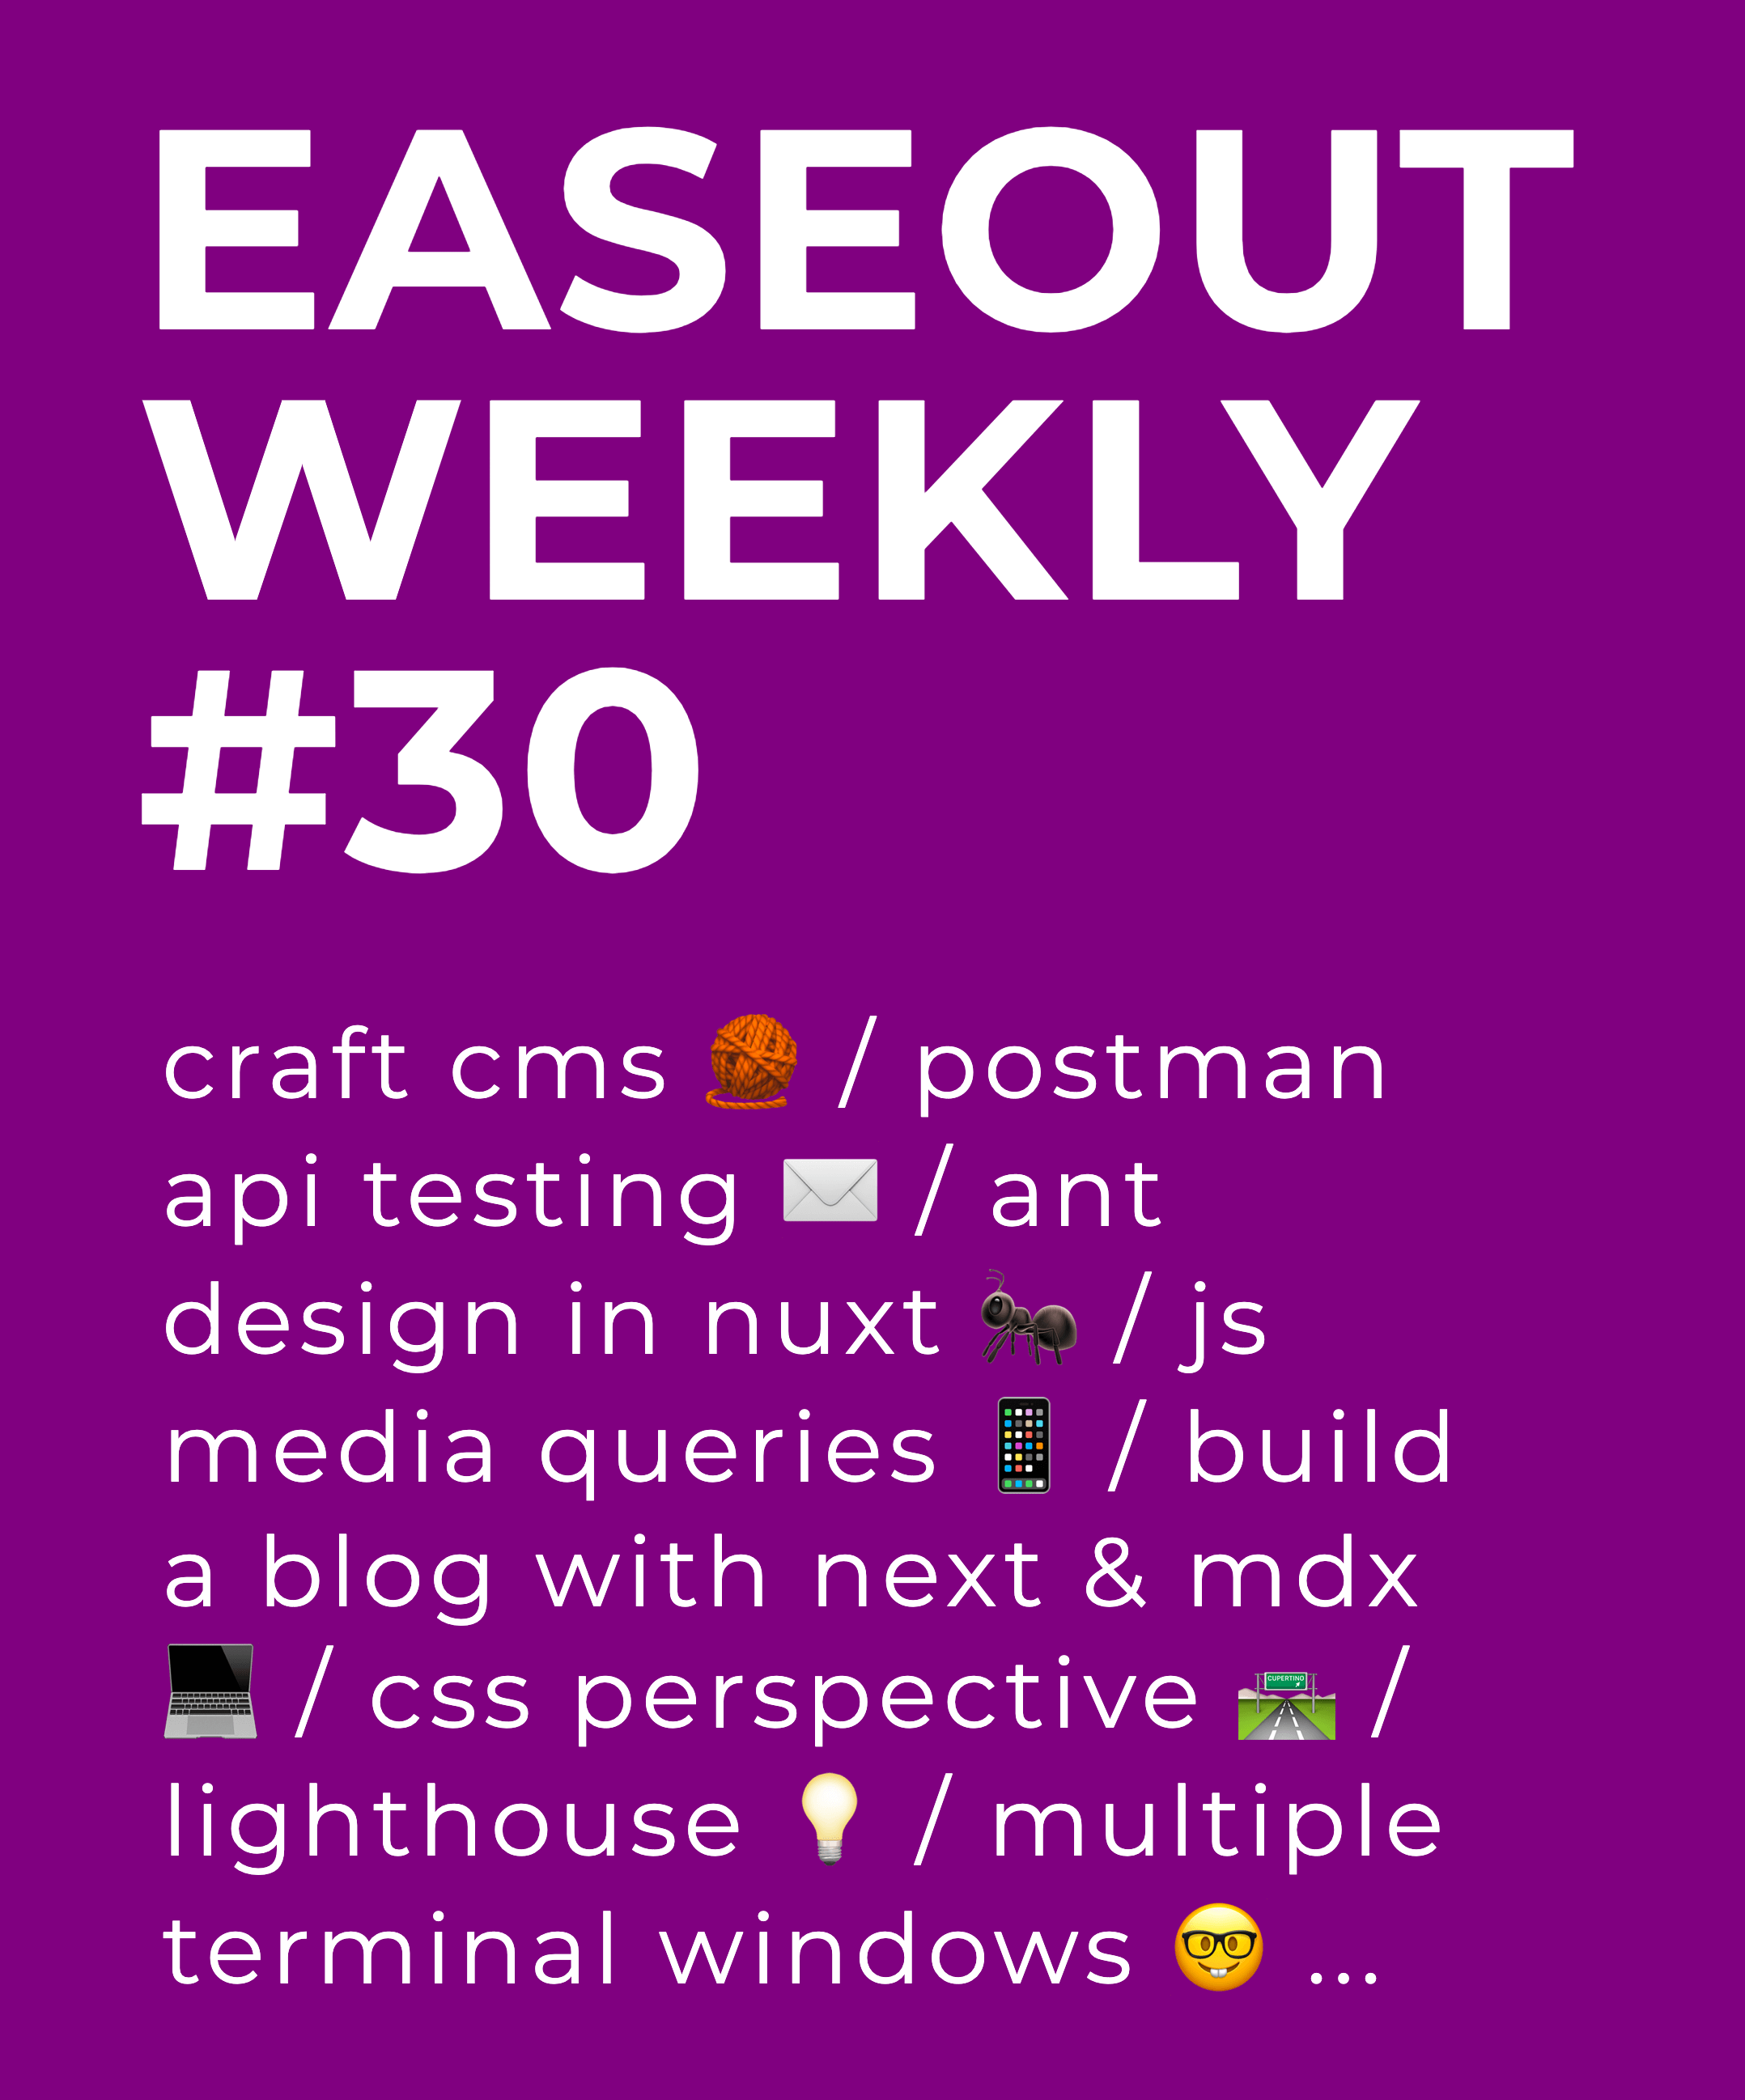 EASEOUT
WEEKLY
#30
craft cms 🧶 / postman
api testing ✉️ / ant
design in nuxt 🐜 / js
media queries 📱 / build
a blog with next & mdx
💻 / css perspective 🛣️ /
CUPERTINO
lighthouse 💡 / multiple
terminal windows 🤓 ...